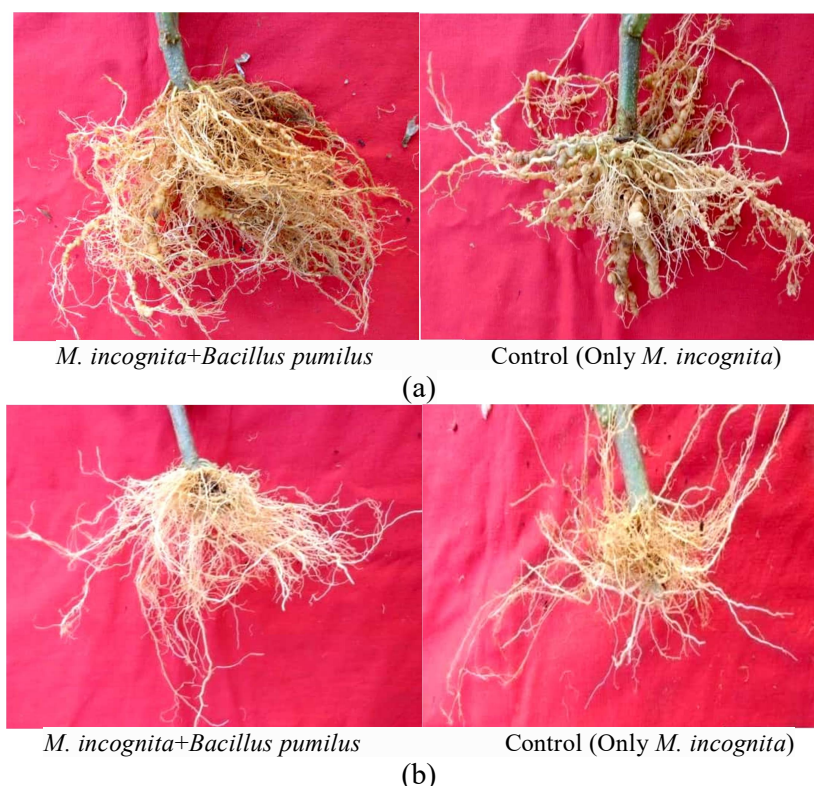 M. incognita+Bacillus pumilus Control (Only M. incognita)
(a)
M. incognita+Bacillus pumilus Control (Only M. incognita)
(b)